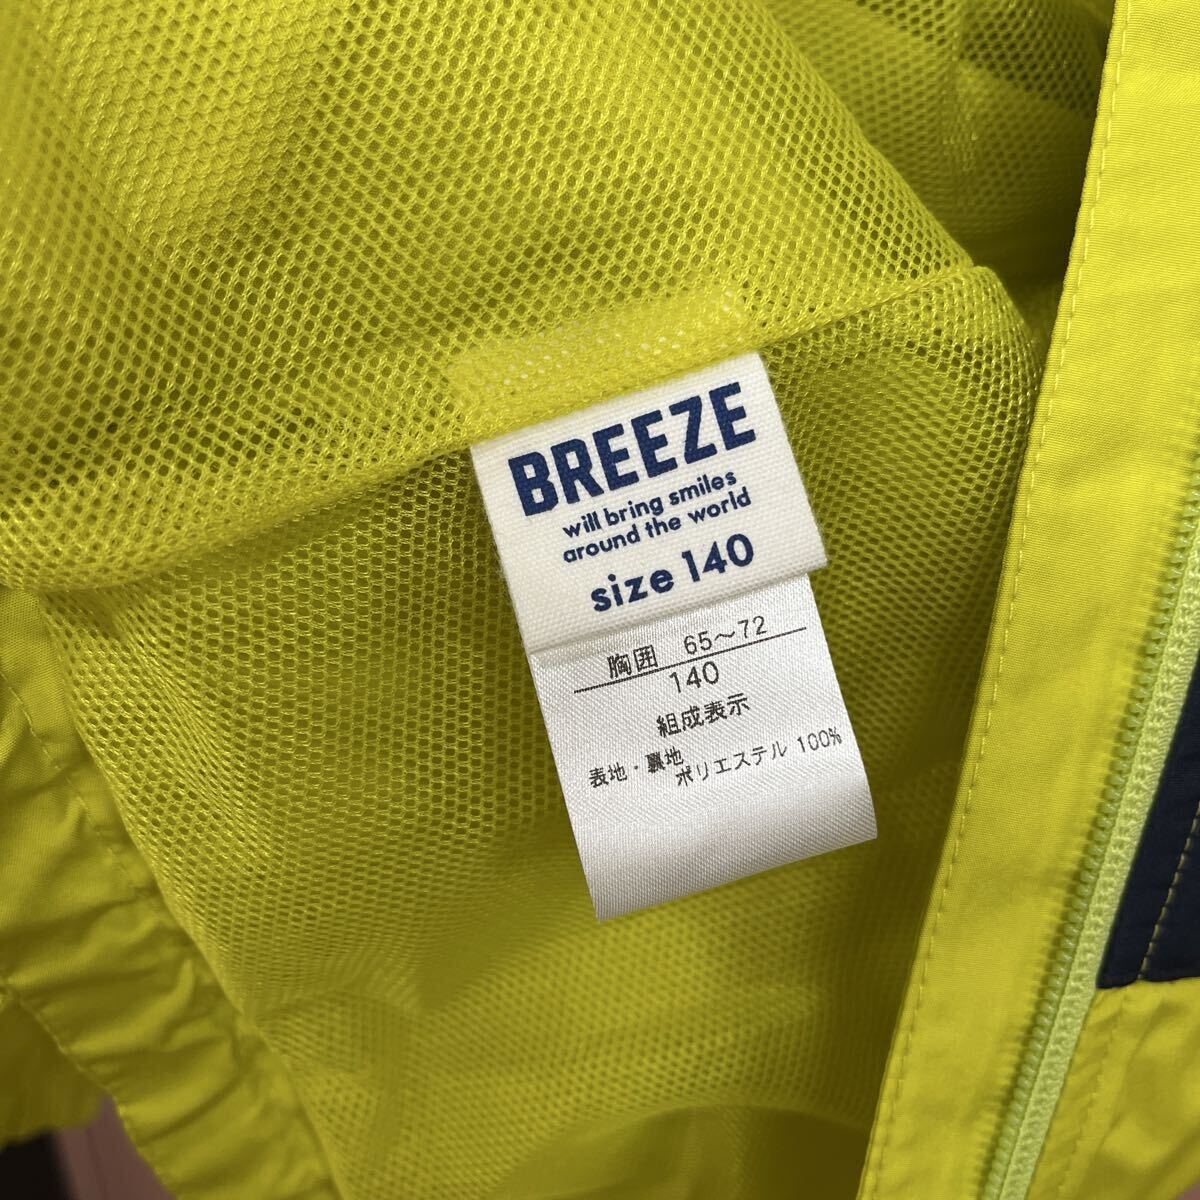 BREEZE
will bring smiles
around the world
size 140
胸囲 65～72
140
組成表示
表地・裏地
ポリエステル 100%